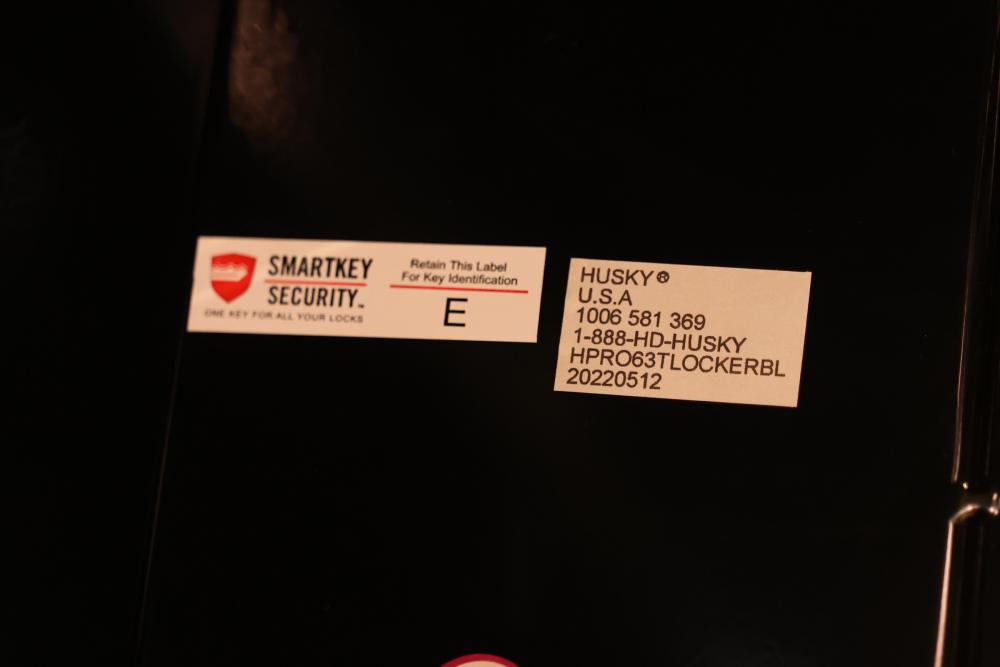 SMARTKEY
SECURITY™
ONE KEY FOR ALL YOUR LOCKS
Retain This Label
For Key Identification
E
HUSKY®
U.S.A
1006 581 369
1-888-HD-HUSKY
HPRO63TLOCKERBL
20220512